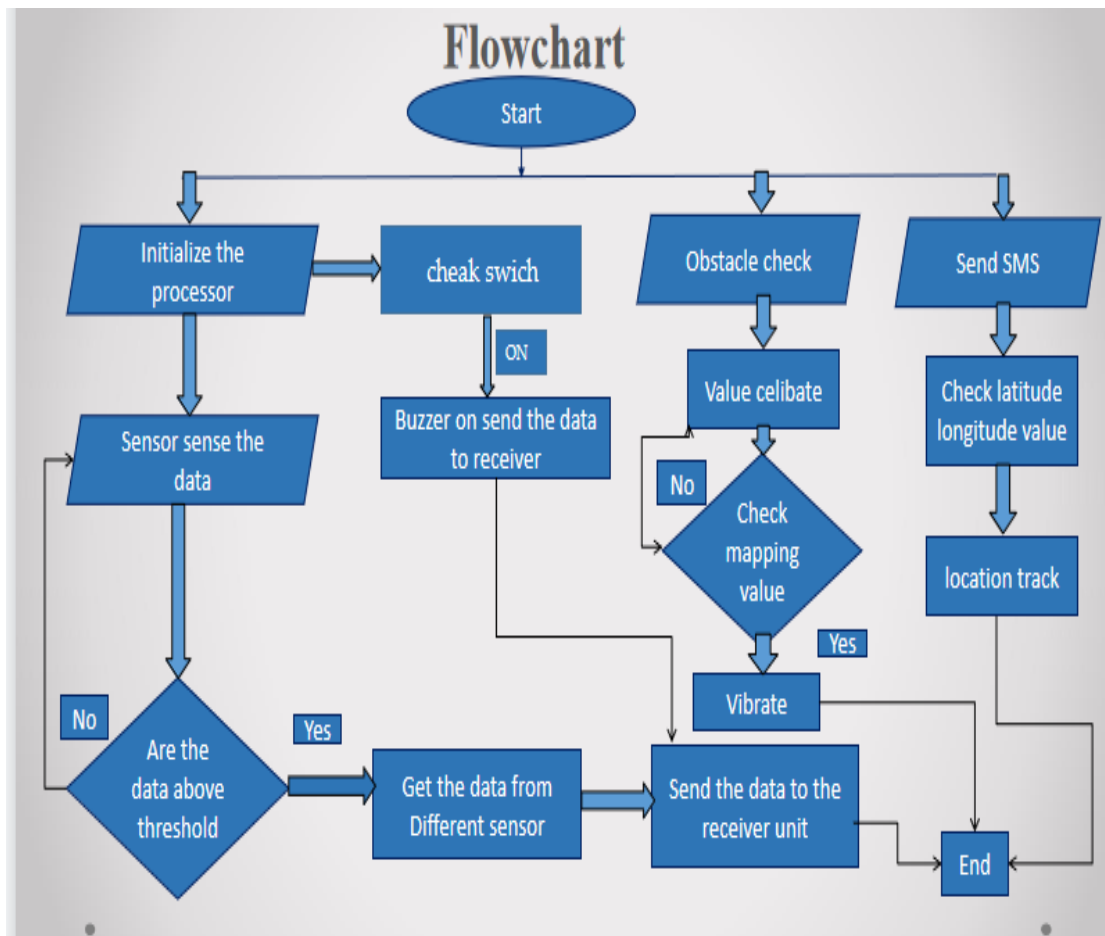 Flowchart
Start
Initialize the
processor
cheak swich
Obstacle check
Send SMS
ON
Value celibate
Check latitude
longitude value
Buzzer on send the data
to receiver
Sensor sense the
data
No
Check
mapping
value
location track
Yes
Vibrate
No
Are the
data above
threshold
Yes
Get the data from
Different sensor
Send the data to the
receiver unit
End